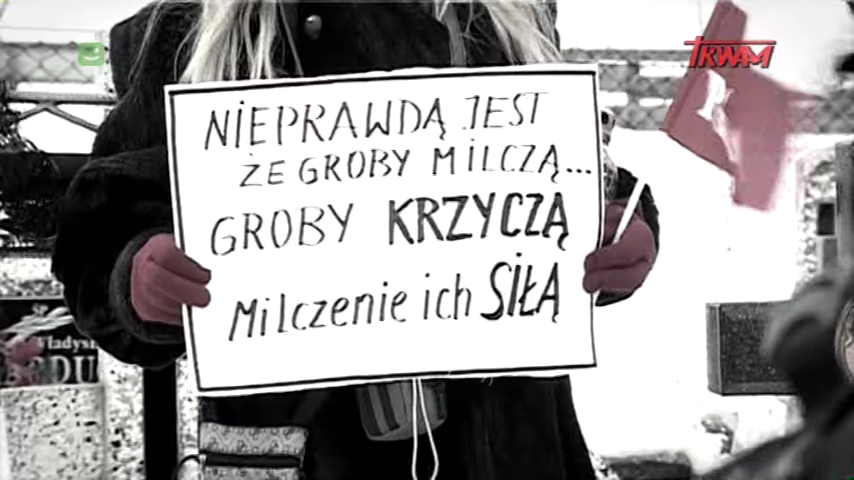 TRWAM
NIEPRAWDĄ JEST
ŻE GROBY MILCZĄ...
GROBY KRZYCZĄ
MilczeniE ich SIŁĄ